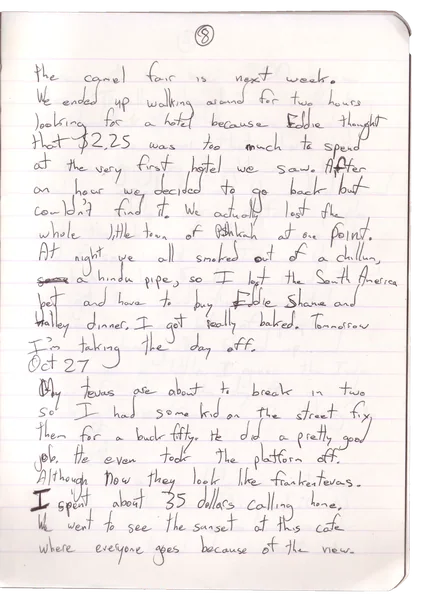 8
the camel fair is next week.
We ended up walking around for two hours
looking for a hotel because Eddie thought
that $2.25 was too much to spend
at the very first hotel we saw. After
an hour we decided to go back but
couldn't find it. We actually lost the
whole little town of at one point.
At night we all smoked out of a chillum,
a hindu pipe, so I lost the South America
bet and have to buy Eddie Shane and
Halley dinner. I got really baked. Tommorow
I'm taking the day off.
Oct 27
My tevas are about to break in two
so I had some kid on the street fix
them for a buck fifty. He did a pretty good
job. He even took the platform off.
Although now they look like frankentevas.
I spent about 35 dollars calling home.
We went to see the sunset at this cafe
where everyone goes because of the view.